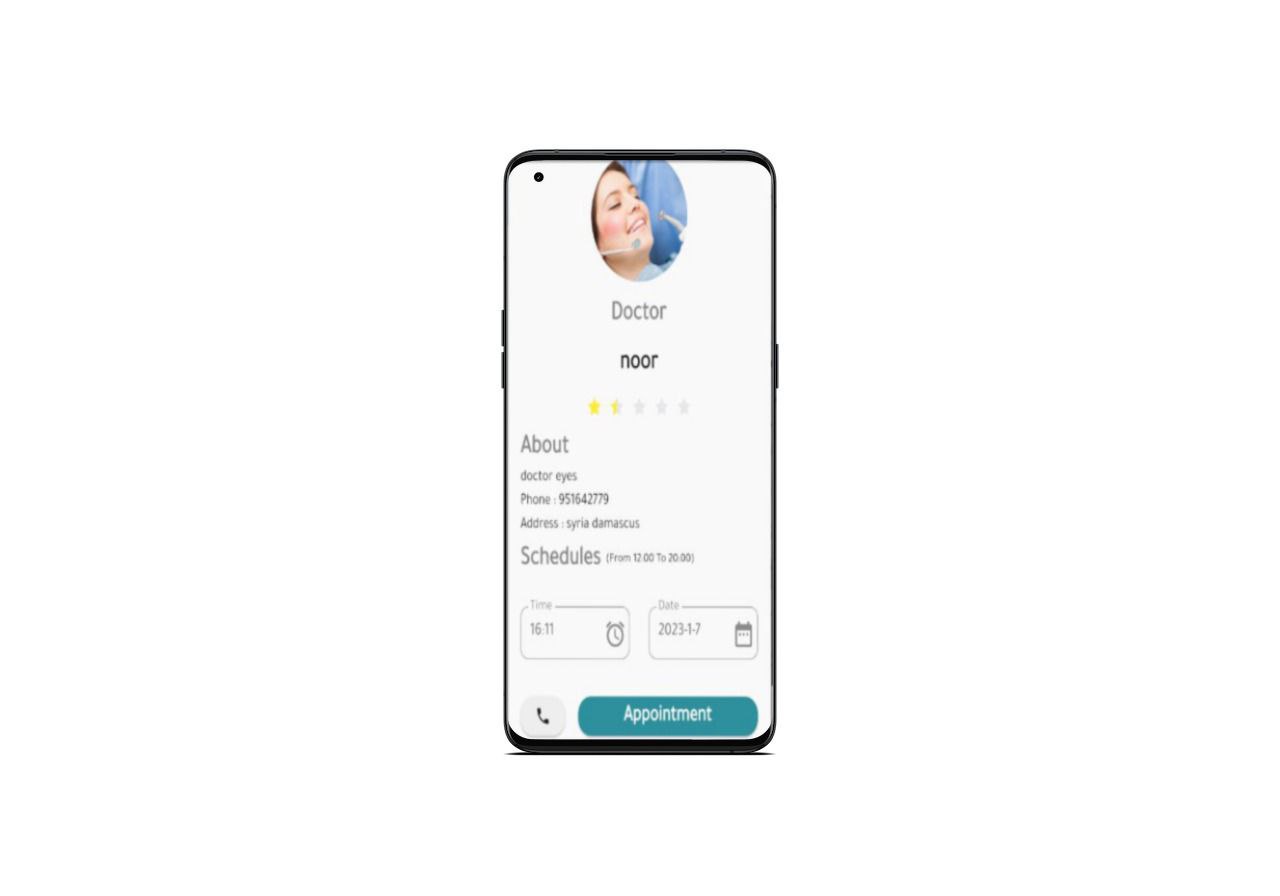 Doctor
noor
About
doctor eyes
Phone : 951642779
Address : syria damascus
Schedules (From 12:00 To 20:00)
Time
Date
16:11
2023-1-7
Appointment